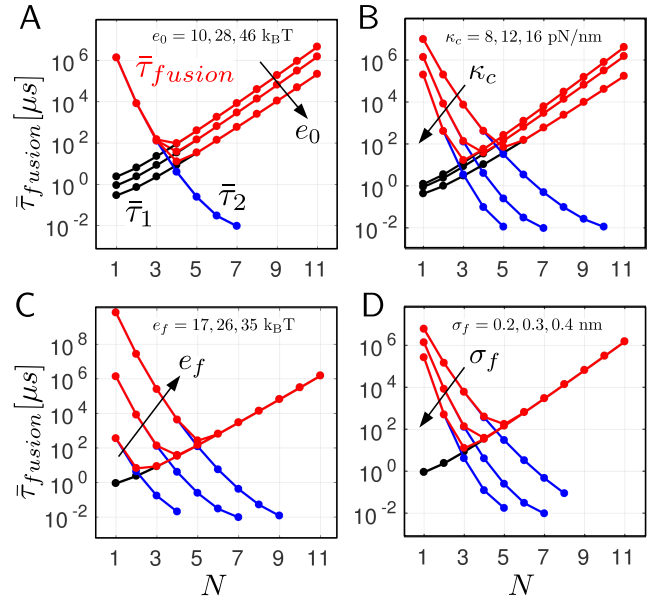 A
e₀ = 10, 28, 46 k_BT
τ̄_fusion
e₀
τ̄₁
τ̄₂
τ̄_fusion [μs]
10⁶
10⁴
10²
10⁰
10⁻²
1 3 5 7 9 11
B
κ_c = 8, 12, 16 pN/nm
κ_c
10⁶
10⁴
10²
10⁰
10⁻²
1 3 5 7 9 11
C
e_f = 17, 26, 35 k_BT
e_f
τ̄_fusion [μs]
10⁸
10⁶
10⁴
10²
10⁰
10⁻²
1 3 5 7 9 11
N
D
σ_f = 0.2, 0.3, 0.4 nm
σ_f
10⁶
10⁴
10²
10⁰
10⁻²
1 3 5 7 9 11
N